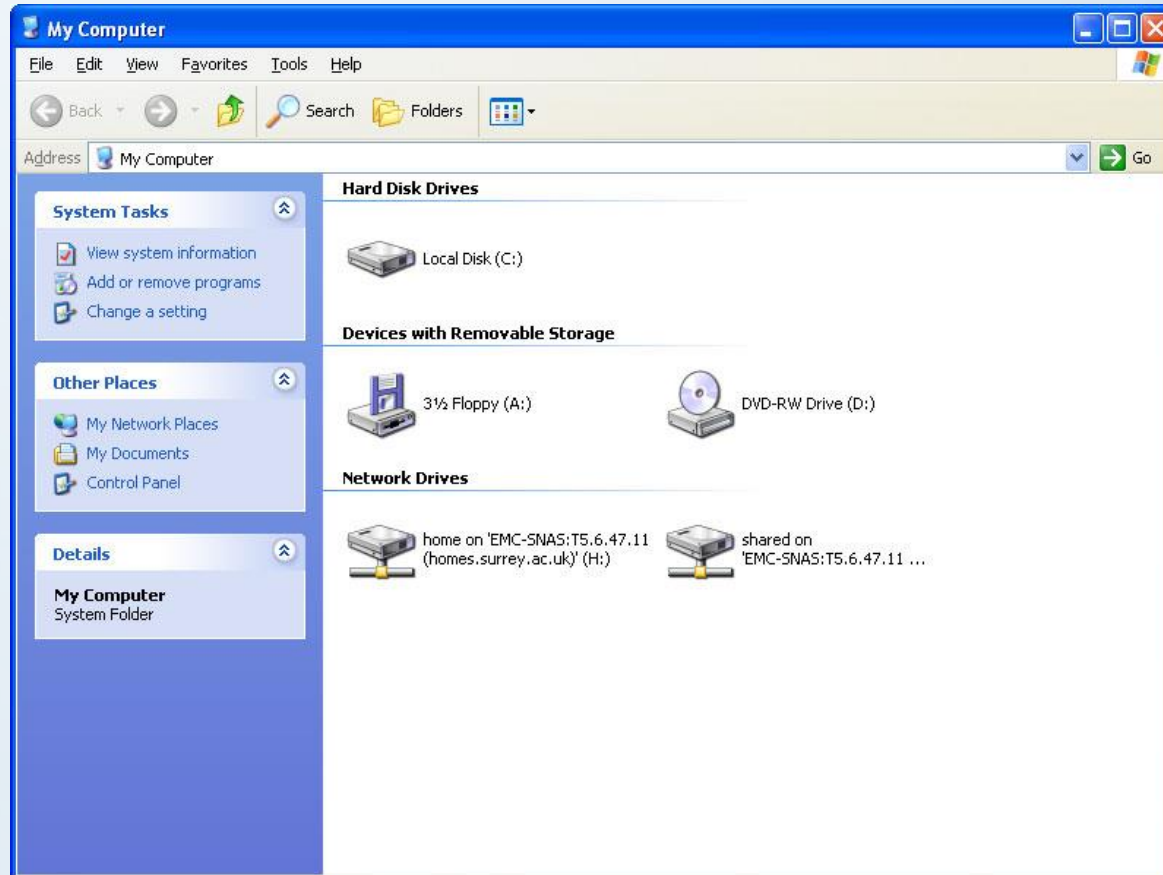 My Computer
File Edit View Favorites Tools Help
Back Search Folders
Address My Computer Go
System Tasks
View system information
Add or remove programs
Change a setting
Other Places
My Network Places
My Documents
Control Panel
Details
My Computer
System Folder
Hard Disk Drives
Local Disk (C:)
Devices with Removable Storage
3½ Floppy (A:)
DVD-RW Drive (D:)
Network Drives
home on 'EMC-SNAS:T5.6.47.11
(homes.surrey.ac.uk)' (H:)
shared on
'EMC-SNAS:T5.6.47.11 ...